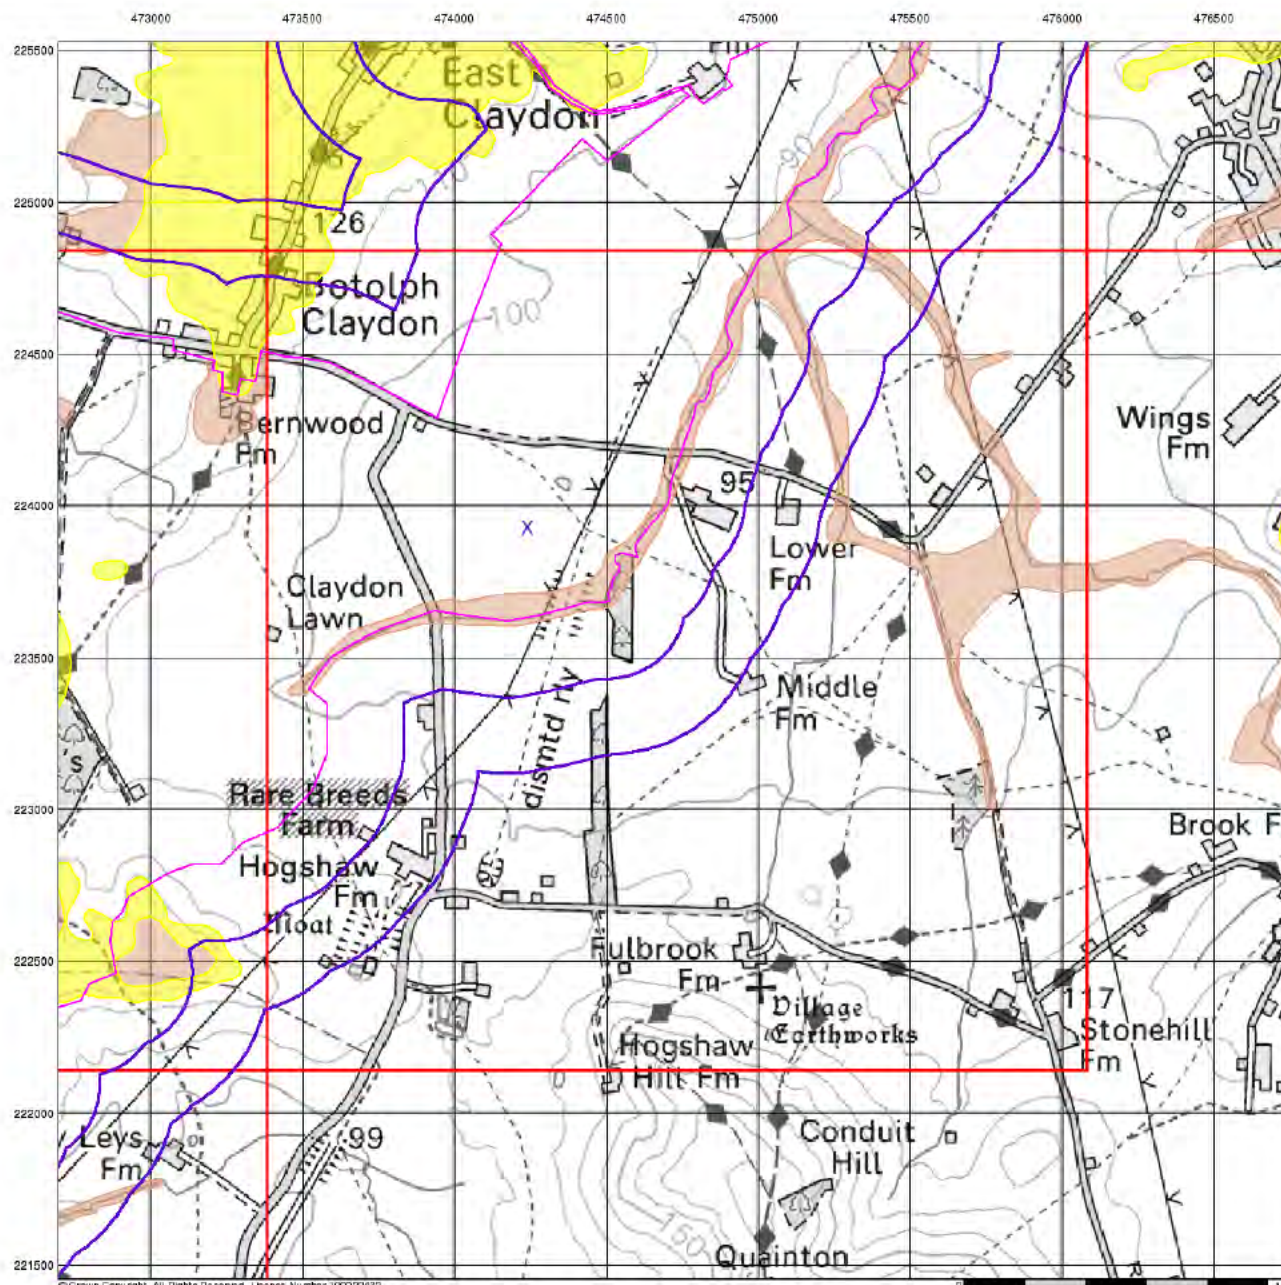 473000 473500 474000 474500 475000 475500 476000 476500
225500
East
Claydon
90
225000
126
Botolph
Claydon
100
224500
Bernwood
Fm
Wings
Fm
95
224000
Lower
Fm
Claydon
Lawn
223500
Middle
Fm
dismtd rly
's
Rare Breeds
Farm
223000
Brook F
Hogshaw
Fm
Moat
93
Fulbrook
Fm
222500
Village
Earthworks
117
Stonehill
Fm
Hogshaw
Hill Fm
222000
Leys
Fm
99
Conduit
Hill
150
Quainton
221500